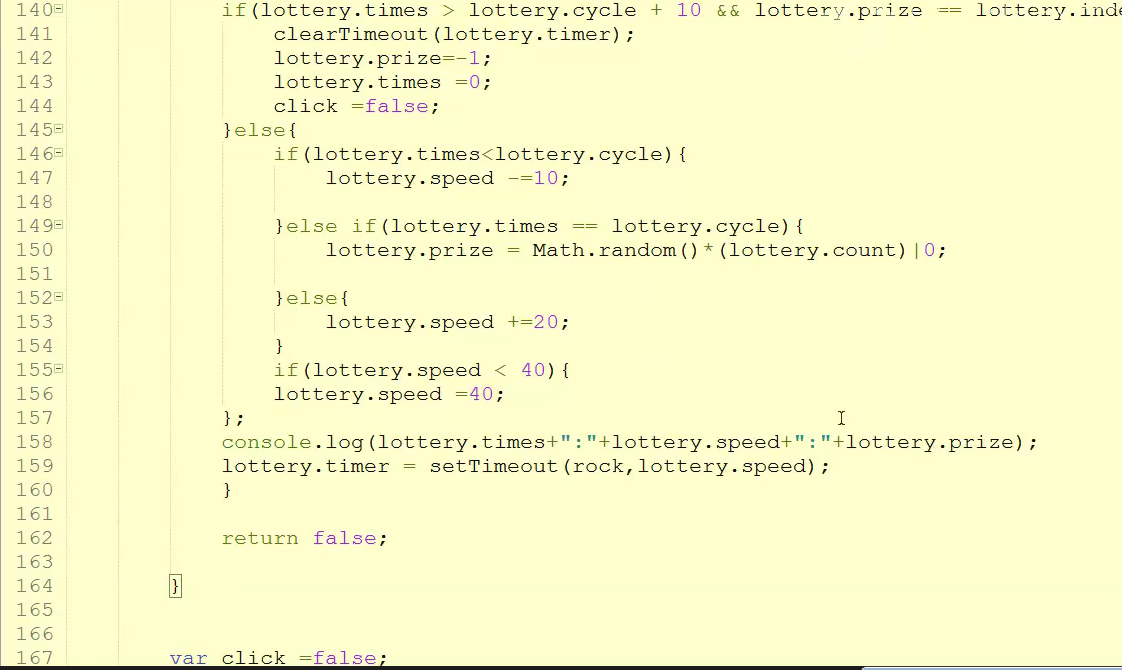 140 if(lottery.times > lottery.cycle + 10 && lottery.prize == lottery.inde
141 clearTimeout(lottery.timer);
142 lottery.prize=-1;
143 lottery.times =0;
144 click =false;
145 }else{
146 if(lottery.times<lottery.cycle){
147 lottery.speed -=10;
148
149 }else if(lottery.times == lottery.cycle){
150 lottery.prize = Math.random()*(lottery.count)|0;
151
152 }else{
153 lottery.speed +=20;
154 }
155 if(lottery.speed < 40){
156 lottery.speed =40;
157 };
158 console.log(lottery.times+":"+lottery.speed+":"+lottery.prize);
159 lottery.timer = setTimeout(rock,lottery.speed);
160 }
161
162 return false;
163
164 }
165
166
167 var click =false;